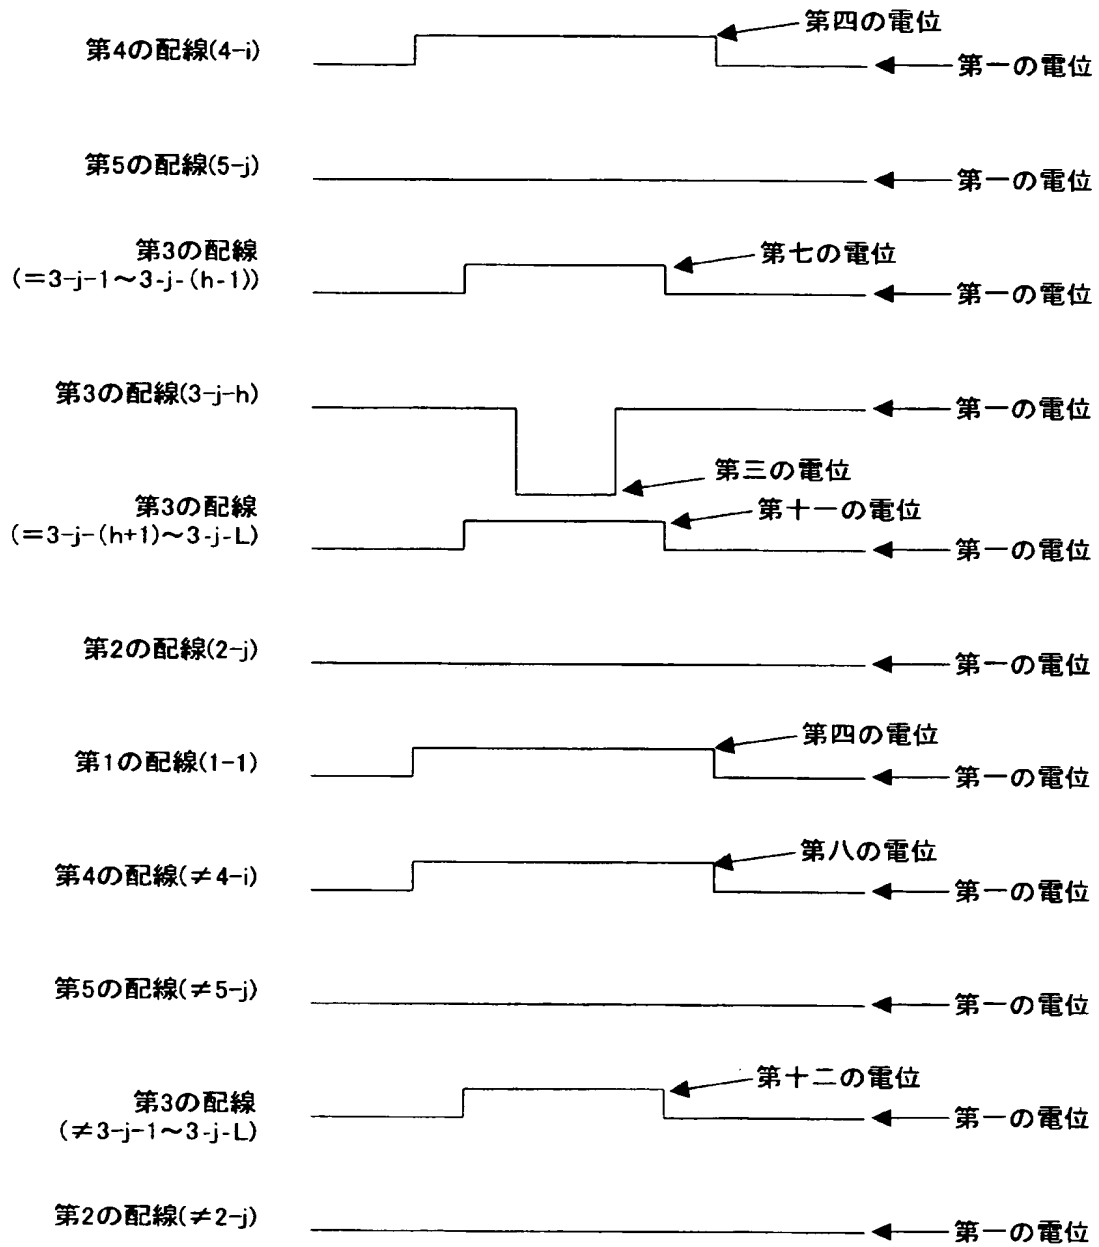 第四の電位
第4の配線(4-i)
第一の電位
第5の配線(5-j)
第一の電位
第3の配線
(=3-j-1～3-j-(h-1))
第七の電位
第一の電位
第3の配線(3-j-h)
第一の電位
第三の電位
第3の配線
(=3-j-(h+1)～3-j-L)
第十一の電位
第一の電位
第2の配線(2-j)
第一の電位
第四の電位
第1の配線(1-1)
第一の電位
第八の電位
第4の配線(≠4-i)
第一の電位
第5の配線(≠5-j)
第一の電位
第十二の電位
第3の配線
(≠3-j-1～3-j-L)
第一の電位
第2の配線(≠2-j)
第一の電位